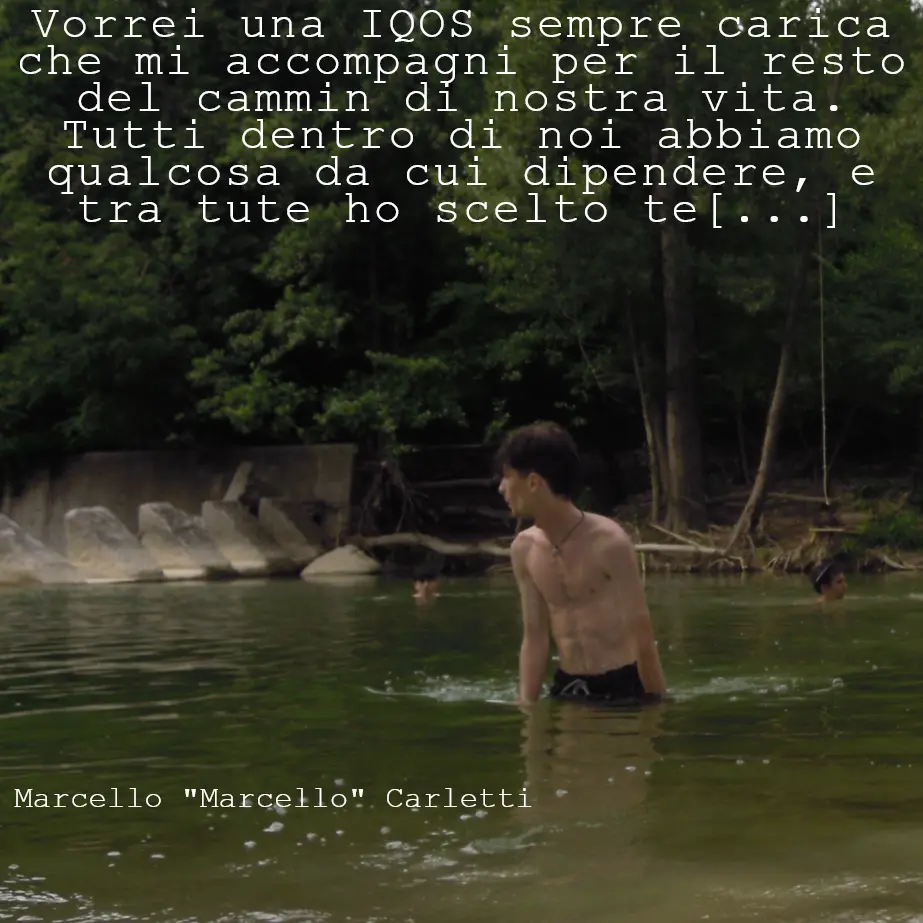 Vorrei una IQOS sempre carica
che mi accompagni per il resto
del cammin di nostra vita.
Tutti dentro di noi abbiamo
qualcosa da cui dipendere, e
tra tute ho scelto te[...]
Marcello "Marcello" Carletti